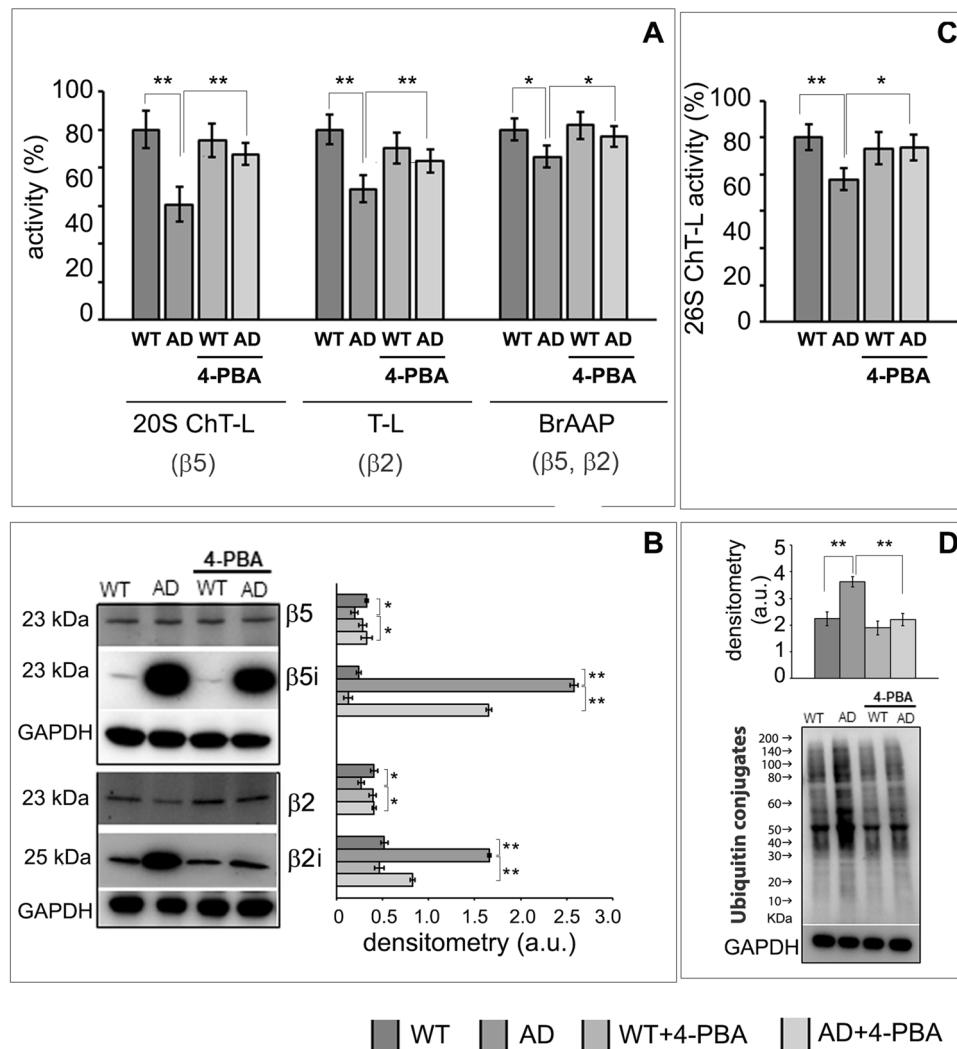 A
** ** ** ** * *
100
80
60
40
20
0
activity (%)
WT AD WT AD WT AD WT AD WT AD WT AD
4-PBA 4-PBA 4-PBA
20S ChT-L T-L BrAAP
(β5) (β2) (β5, β2)
C
** *
100
80
60
40
20
0
26S ChT-L activity (%)
WT AD WT AD
4-PBA
B
4-PBA
WT AD WT AD
23 kDa β5
23 kDa β5i
GAPDH
23 kDa β2
25 kDa β2i
GAPDH
*
*
**
**
*
*
**
**
0 0.5 1.0 1.5 2.0 2.5 3.0
densitometry (a.u.)
D
** **
5
4
3
2
1
0
densitometry
(a.u.)
4-PBA
WT AD WT AD
Ubiquitin conjugates
200→
140→
100→
80→
60→
50→
40→
30→
20→
10→
KDa
GAPDH
WT AD WT+4-PBA AD+4-PBA